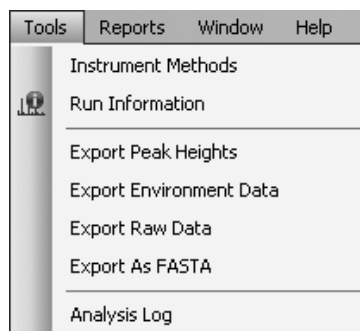 Tools Reports Window Help
Instrument Methods
Run Information
Export Peak Heights
Export Environment Data
Export Raw Data
Export As FASTA
Analysis Log